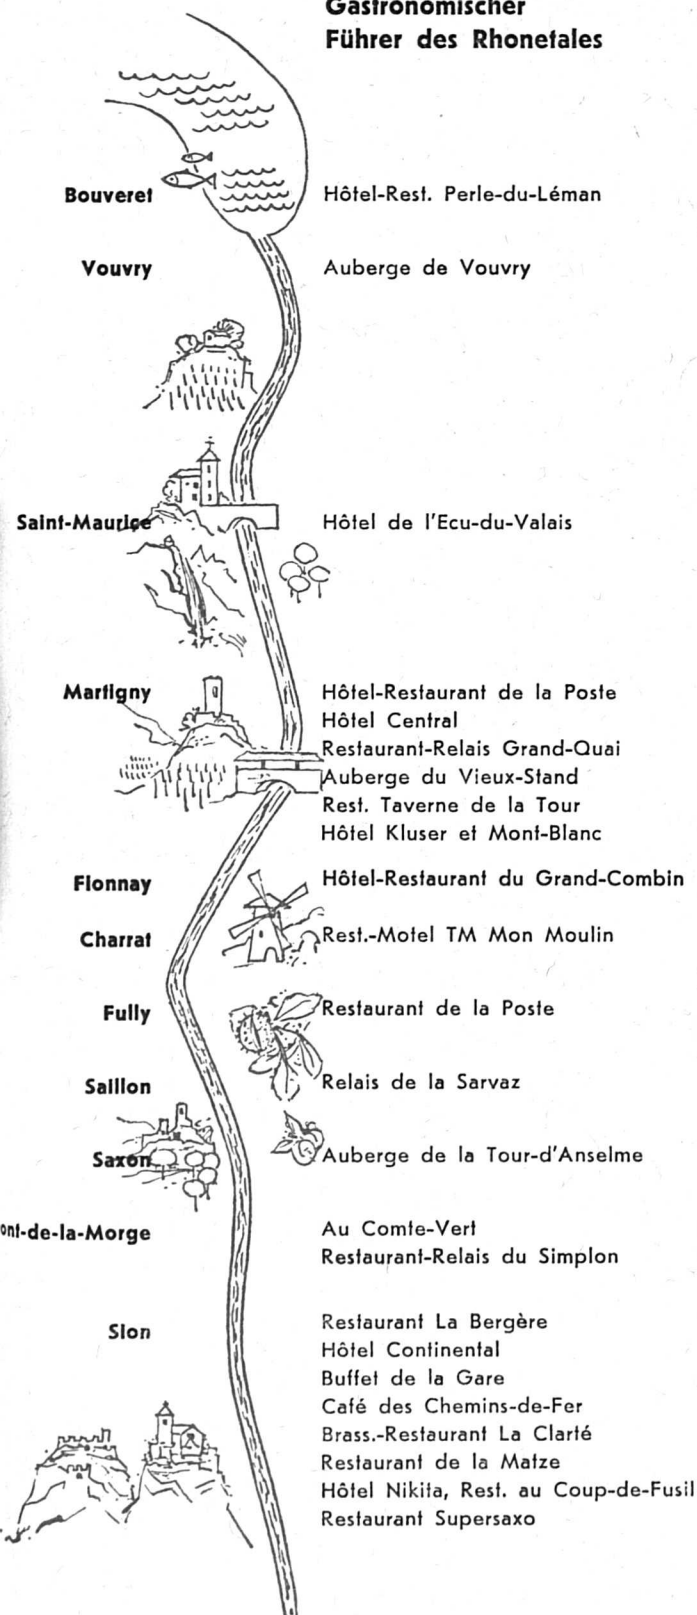 Gastronomischer
Führer des Rhonetales
Bouveret Hôtel-Rest. Perle-du-Léman
Vouvry Auberge de Vouvry
Saint-Maurice Hôtel de l'Ecu-du-Valais
Martigny Hôtel-Restaurant de la Poste
Hôtel Central
Restaurant-Relais Grand-Quai
Auberge du Vieux-Stand
Rest. Taverne de la Tour
Hôtel Kluser et Mont-Blanc
Fionnay Hôtel-Restaurant du Grand-Combin
Charrat Rest.-Motel TM Mon Moulin
Fully Restaurant de la Poste
Saillon Relais de la Sarvaz
Saxon Auberge de la Tour-d'Anselme
ont-de-la-Morge Au Comte-Vert
Restaurant-Relais du Simplon
Sion Restaurant La Bergère
Hôtel Continental
Buffet de la Gare
Café des Chemins-de-Fer
Brass.-Restaurant La Clarté
Restaurant de la Matze
Hôtel Nikita, Rest. au Coup-de-Fusil
Restaurant Supersaxo